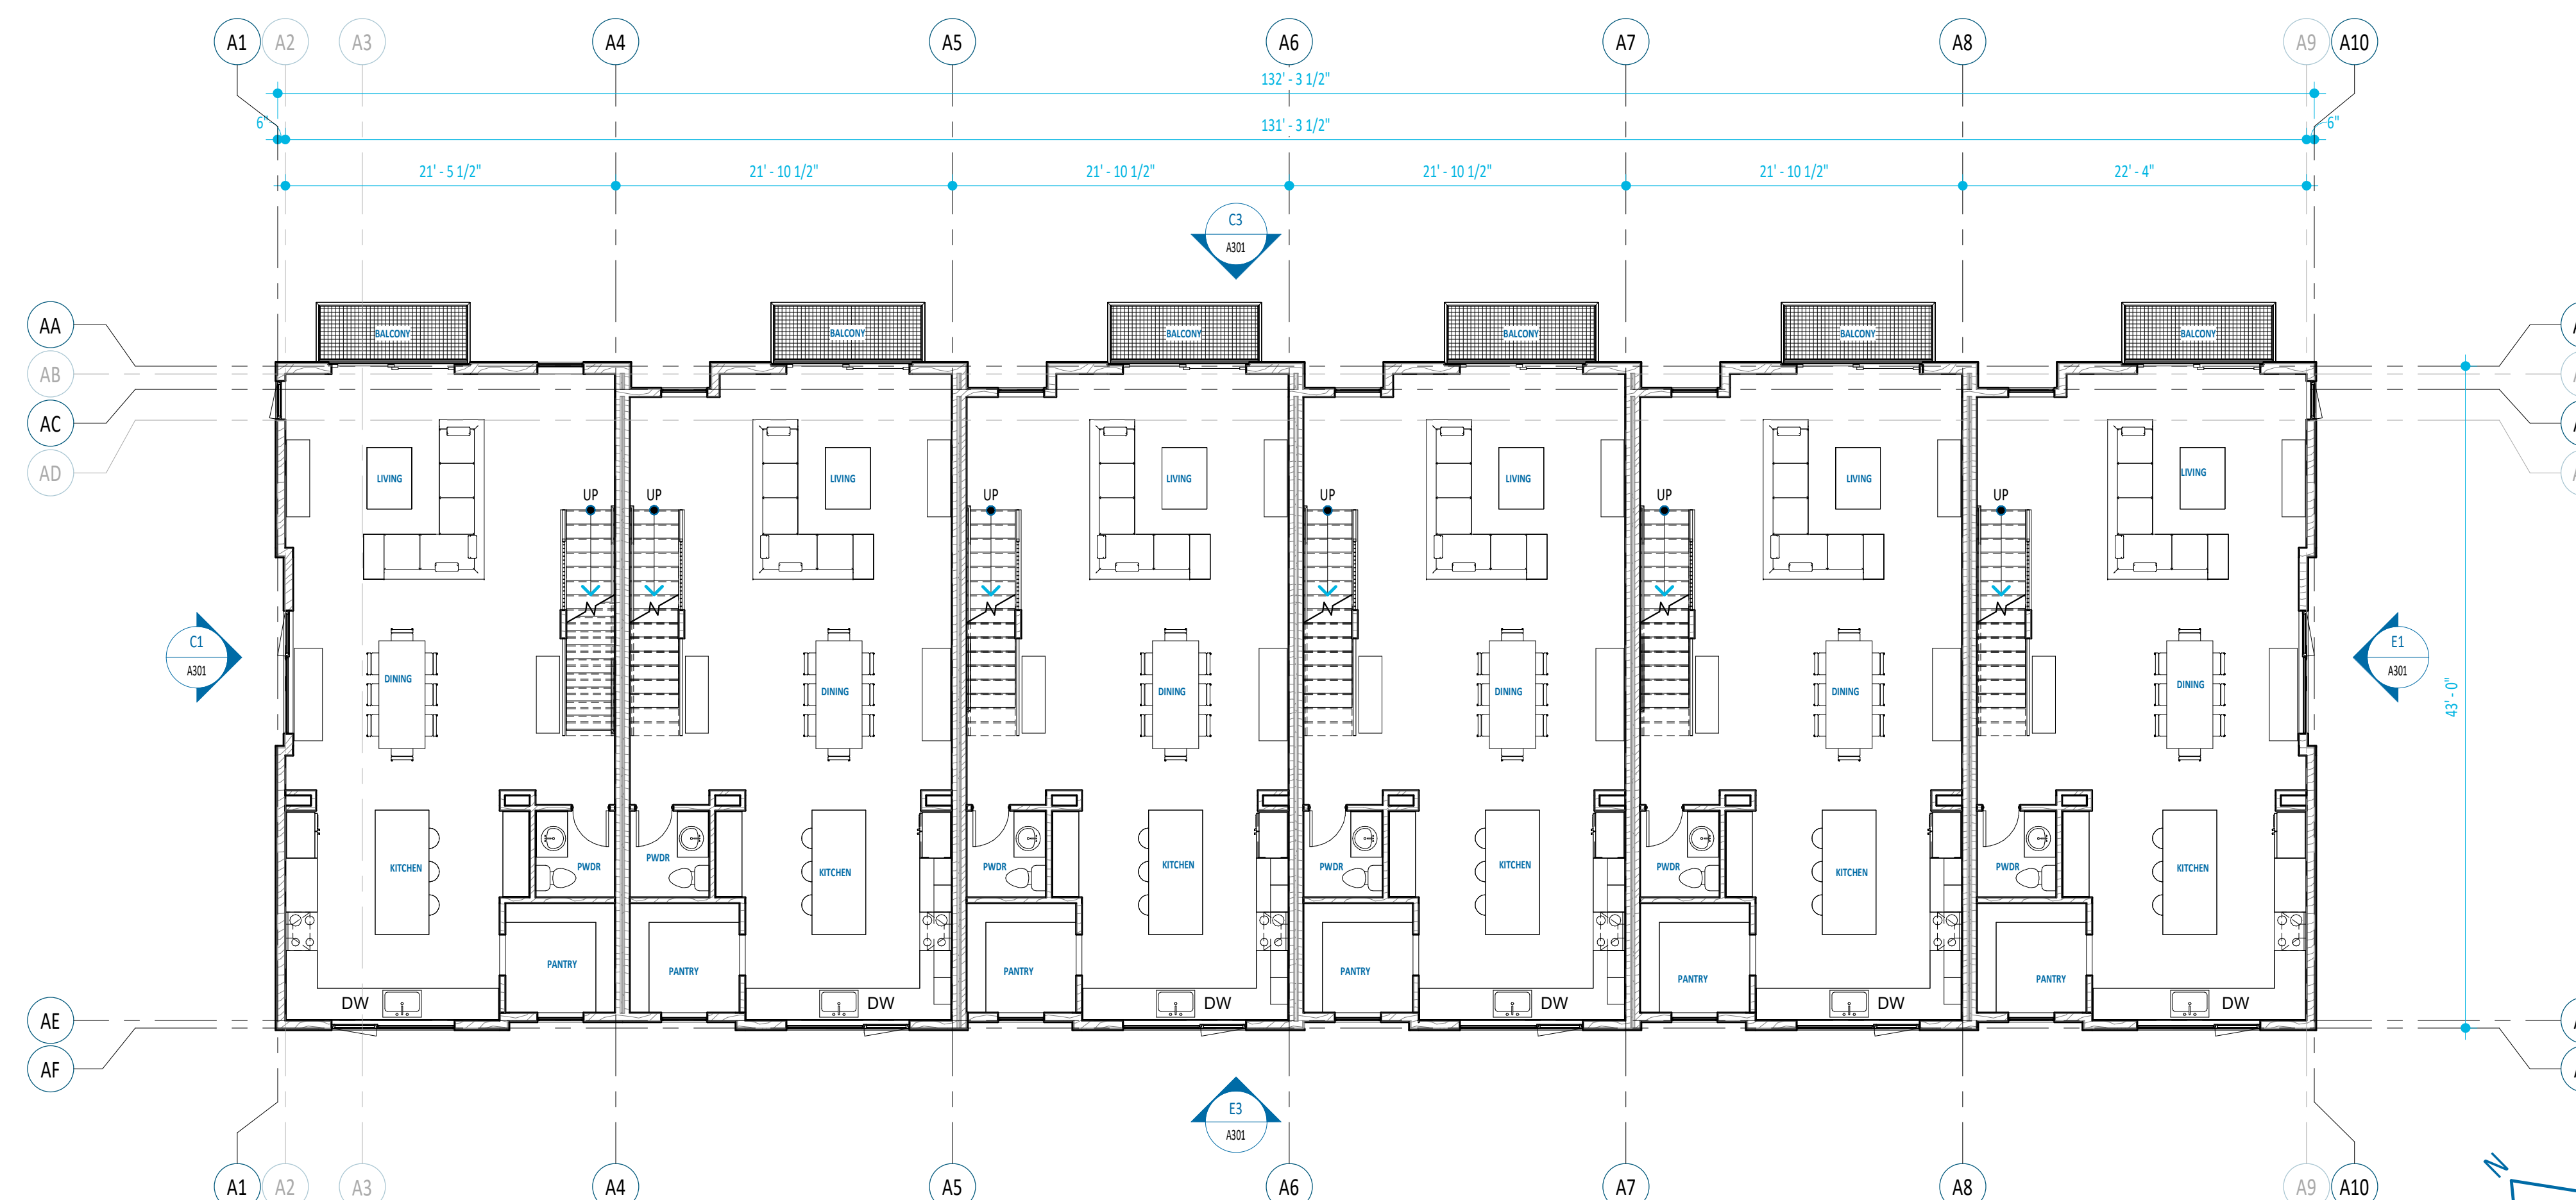 A1 A2 A3 A4 A5 A6 A7 A8 A9 A10
132' - 3 1/2"
6" 131' - 3 1/2" 6"
21' - 5 1/2" 21' - 10 1/2" 21' - 10 1/2" 21' - 10 1/2" 21' - 10 1/2" 22' - 4"
C3
A301
AA
BALCONY BALCONY BALCONY BALCONY BALCONY BALCONY
AB
AC
AD
LIVING LIVING LIVING LIVING LIVING LIVING
UP UP UP UP UP UP
C1
A301
E1
A301
43' - 0"
DINING DINING DINING DINING DINING DINING
KITCHEN KITCHEN KITCHEN KITCHEN KITCHEN KITCHEN
PWDR PWDR PWDR PWDR PWDR PWDR
PANTRY PANTRY PANTRY PANTRY PANTRY PANTRY
DW DW DW DW DW DW
AE
AF
E3
A301
N
A1 A2 A3 A4 A5 A6 A7 A8 A9 A10